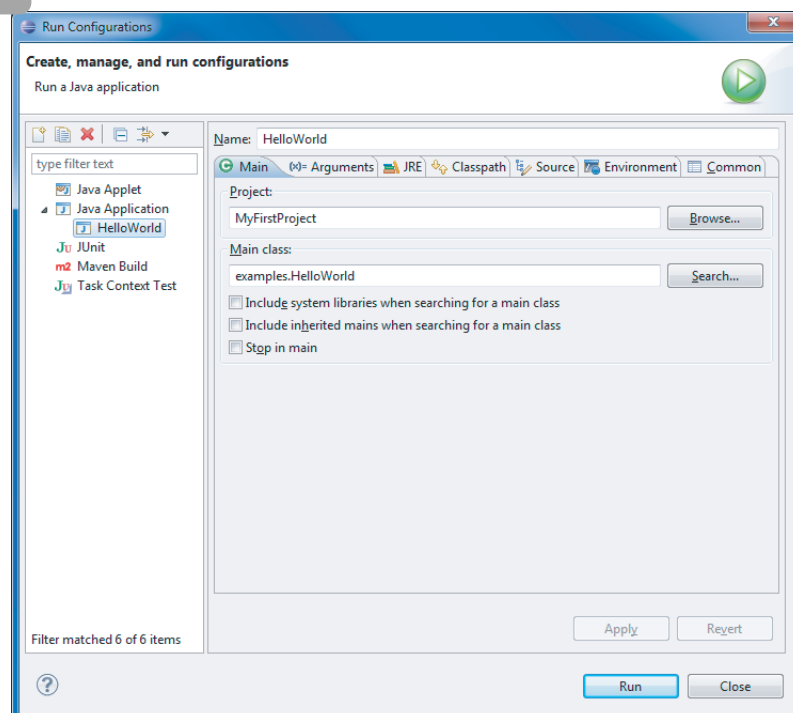 Run Configurations
Create, manage, and run configurations
Run a Java application
type filter text
Java Applet
Java Application
HelloWorld
Ju JUnit
m2 Maven Build
Ju Task Context Test
Filter matched 6 of 6 items
Name: HelloWorld
Main (x)= Arguments JRE Classpath Source Environment Common
Project:
MyFirstProject Browse...
Main class:
examples.HelloWorld Search...
Include system libraries when searching for a main class
Include inherited mains when searching for a main class
Stop in main
Apply Revert
? Run Close